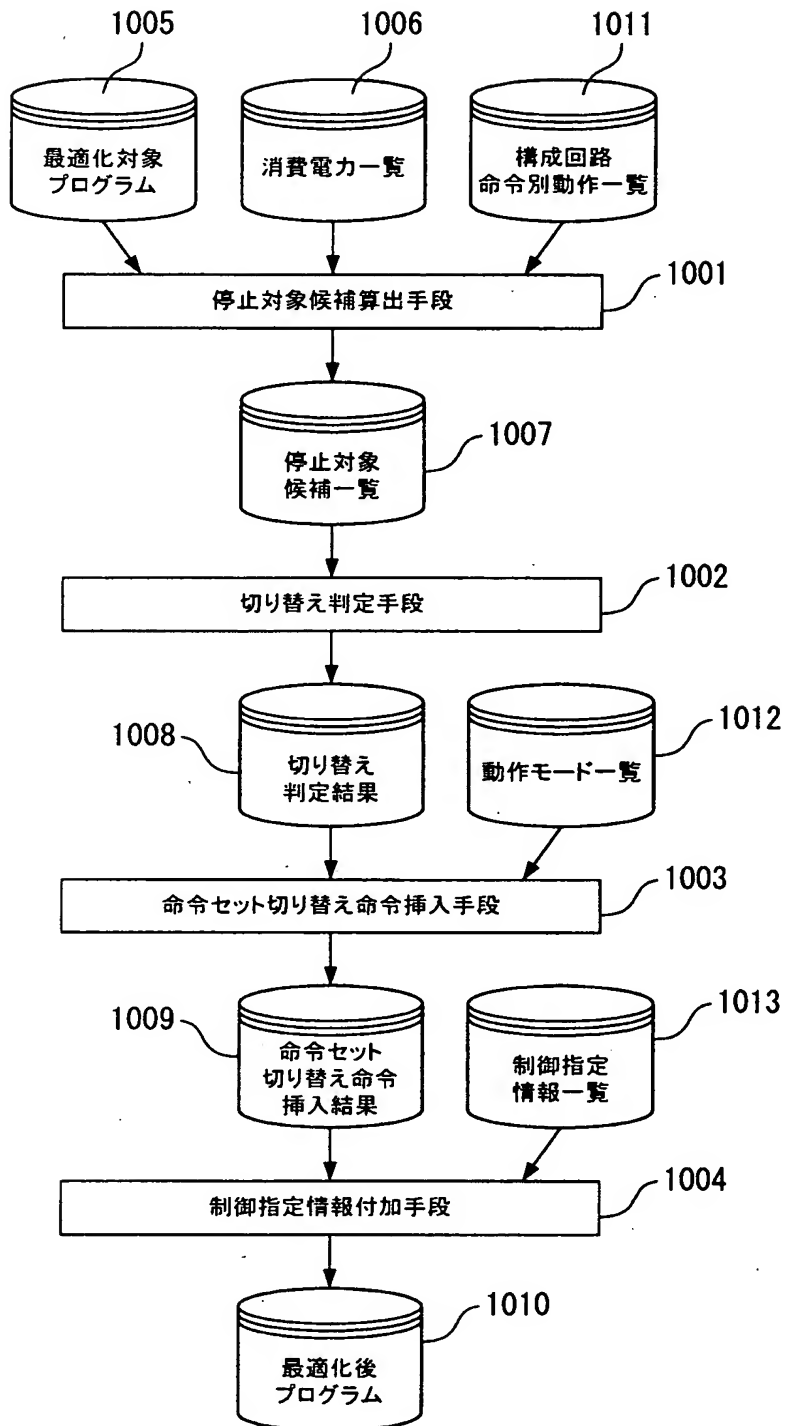 1005
1006
1011
最適化対象
プログラム
消費電力一覧
構成回路
命令別動作一覧
1001
停止対象候補算出手段
1007
停止対象
候補一覧
1002
切り替え判定手段
1008
切り替え
判定結果
1012
動作モード一覧
1003
命令セット切り替え命令挿入手段
1009
命令セット
切り替え命令
挿入結果
1013
制御指定
情報一覧
1004
制御指定情報付加手段
1010
最適化後
プログラム